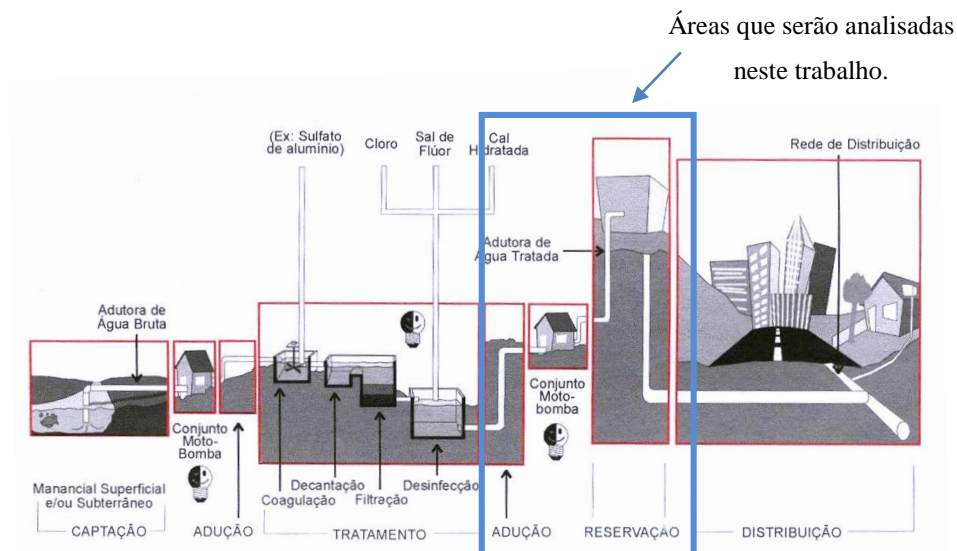 Áreas que serão analisadas
neste trabalho.
(Ex: Sulfato
de alumínio)
Cloro
Sal de
Flúor
Cal
Hidratada
Rede de Distribuição
Adutora de
Água Tratada
Adutora de
Água Bruta
Conjunto
Moto-
Bomba
Conjunto
Moto-
bomba
Coagulação
Decantação
Filtração
Desinfecção
Manancial Superficial
e/ou Subterrâneo
CAPTAÇÃO
ADUÇÃO
TRATAMENTO
ADUÇÃO
RESERVAÇÃO
DISTRIBUIÇÃO